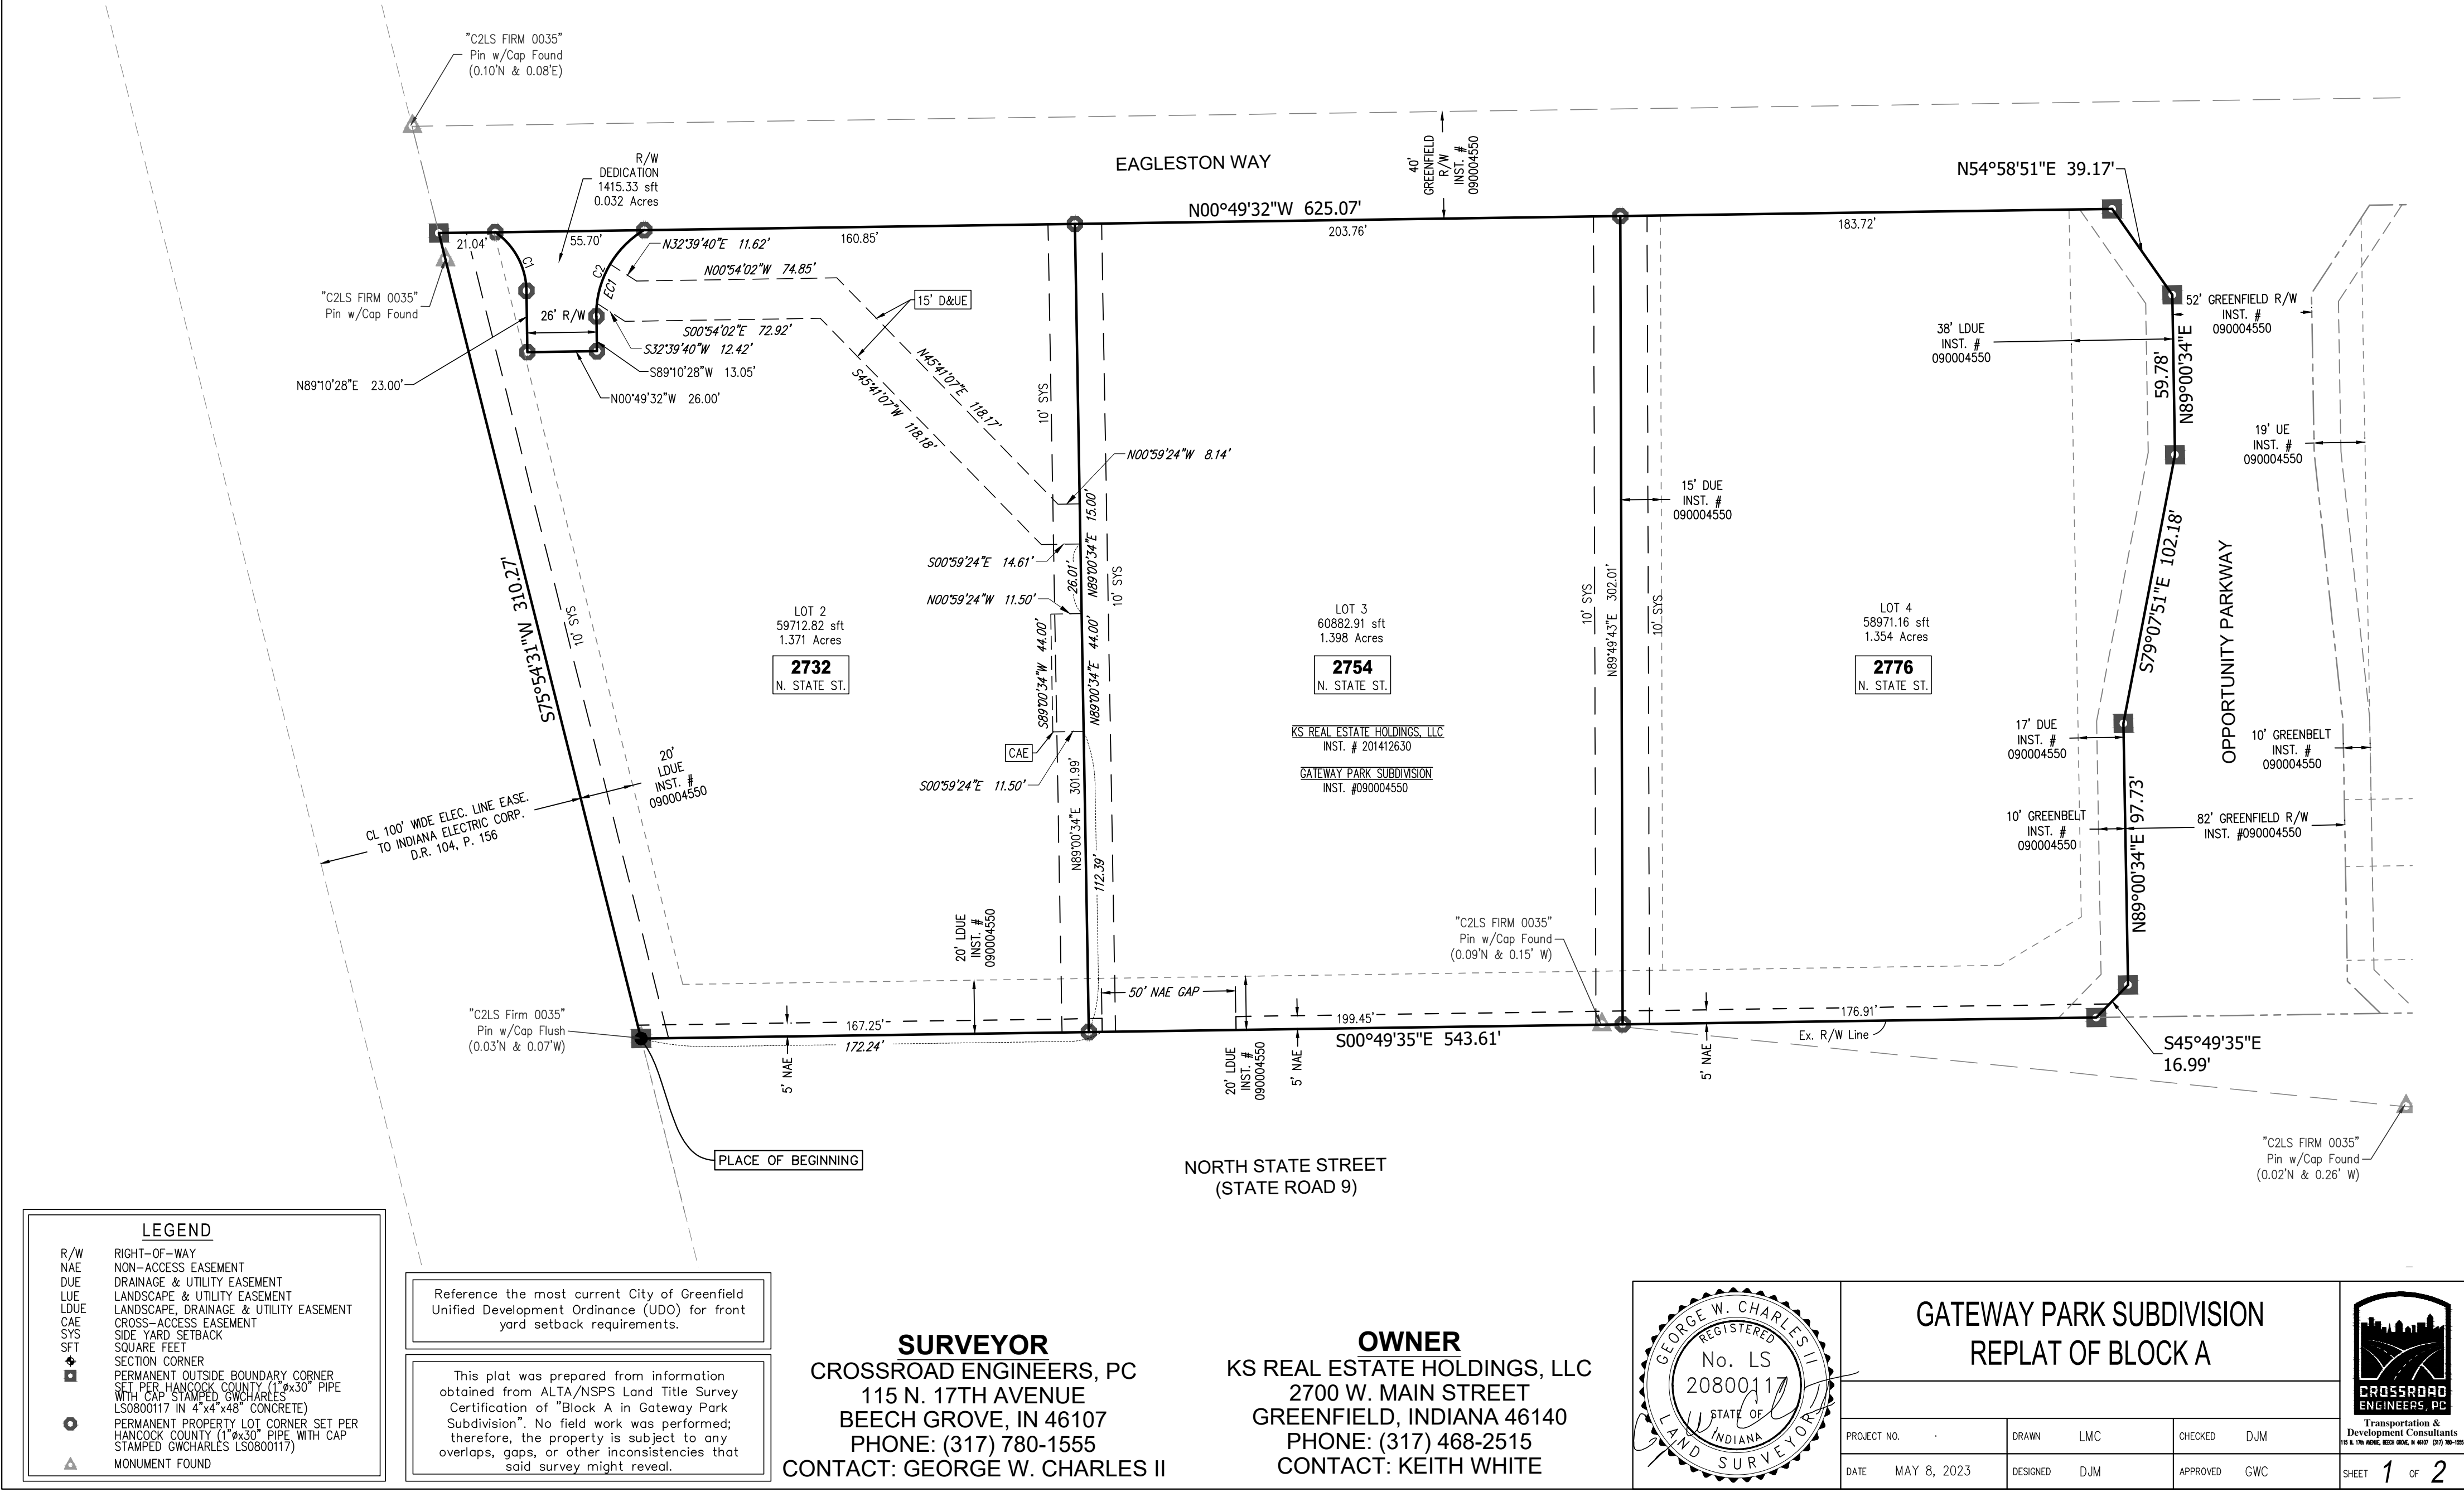 "C2LS FIRM 0035"
Pin w/Cap Found
(0.10'N & 0.08'E)
R/W
DEDICATION
1415.33 sft
0.032 Acres
EAGLESTON WAY
40'
GREENFIELD
R/W
INST. #
090004550
N54°58'51"E 39.17'
N00°49'32"W 625.07'
21.04'
55.70'
160.85'
203.76'
183.72'
C1
C2
EC1
N32°39'40"E 11.62'
N00°54'02"W 74.85'
15' D&UE
"C2LS FIRM 0035"
Pin w/Cap Found
26' R/W
S00°54'02"E 72.92'
S32°39'40"W 12.42'
S89°10'28"W 13.05'
N89°10'28"E 23.00'
N00°49'32"W 26.00'
N45°41'07"E 118.17'
S45°41'07"W 118.18'
52' GREENFIELD R/W
INST. #
090004550
38' LDUE
INST. #
090004550
59.78'
N89°00'34"E
19' UE
INST. #
090004550
10' SYS
N00°59'24"W 8.14'
N89°00'34"E 15.00'
15' DUE
INST. #
090004550
S00°59'24"E 14.61'
26.01'
N00°59'24"W 11.50'
10' SYS
10' SYS
N89°49'43"E 302.01'
10' SYS
S79°07'51"E 102.18'
OPPORTUNITY PARKWAY
S75°54'31"W 310.27'
10' SYS
LOT 2
59712.82 sft
1.371 Acres
2732
N. STATE ST.
S89°00'34"W 44.00'
N89°00'34"E 44.00'
LOT 3
60882.91 sft
1.398 Acres
2754
N. STATE ST.
LOT 4
58971.16 sft
1.354 Acres
2776
N. STATE ST.
KS REAL ESTATE HOLDINGS, LLC
INST. # 201412630
GATEWAY PARK SUBDIVISION
INST. #090004550
CAE
S00°59'24"E 11.50'
N89°00'34"E 301.99'
112.39'
20'
LDUE
INST. #
090004550
CL 100' WIDE ELEC. LINE EASE.
TO INDIANA ELECTRIC CORP.
D.R. 104, P. 156
17' DUE
INST. #
090004550
10' GREENBELT
INST. #
090004550
10' GREENBELT
INST. #
090004550
82' GREENFIELD R/W
INST. #090004550
N89°00'34"E 97.73'
20' LDUE
INST. #
090004550
50' NAE GAP
"C2LS FIRM 0035"
Pin w/Cap Found
(0.09'N & 0.15' W)
"C2LS Firm 0035"
Pin w/Cap Flush
(0.03'N & 0.07'W)
167.25'
172.24'
199.45'
176.91'
S00°49'35"E 543.61'
Ex. R/W Line
S45°49'35"E
16.99'
5' NAE
20' LDUE
INST. #
090004550
5' NAE
5' NAE
PLACE OF BEGINNING
NORTH STATE STREET
(STATE ROAD 9)
"C2LS FIRM 0035"
Pin w/Cap Found
(0.02'N & 0.26' W)
LEGEND
R/W RIGHT-OF-WAY
NAE NON-ACCESS EASEMENT
DUE DRAINAGE & UTILITY EASEMENT
LUE LANDSCAPE & UTILITY EASEMENT
LDUE LANDSCAPE, DRAINAGE & UTILITY EASEMENT
CAE CROSS-ACCESS EASEMENT
SYS SIDE YARD SETBACK
SFT SQUARE FEET
SECTION CORNER
PERMANENT OUTSIDE BOUNDARY CORNER
SET PER HANCOCK COUNTY (1"øx30" PIPE
WITH CAP STAMPED GWCHARLES
LS0800117 IN 4"x4"x48" CONCRETE)
PERMANENT PROPERTY LOT CORNER SET PER
HANCOCK COUNTY (1"øx30" PIPE WITH CAP
STAMPED GWCHARLES LS0800117)
MONUMENT FOUND
Reference the most current City of Greenfield
Unified Development Ordinance (UDO) for front
yard setback requirements.
This plat was prepared from information
obtained from ALTA/NSPS Land Title Survey
Certification of "Block A in Gateway Park
Subdivision". No field work was performed;
therefore, the property is subject to any
overlaps, gaps, or other inconsistencies that
said survey might reveal.
SURVEYOR
CROSSROAD ENGINEERS, PC
115 N. 17TH AVENUE
BEECH GROVE, IN 46107
PHONE: (317) 780-1555
CONTACT: GEORGE W. CHARLES II
OWNER
KS REAL ESTATE HOLDINGS, LLC
2700 W. MAIN STREET
GREENFIELD, INDIANA 46140
PHONE: (317) 468-2515
CONTACT: KEITH WHITE
GEORGE W. CHARLES II
REGISTERED
No. LS
20800117
STATE OF
INDIANA
LAND SURVEYOR
GATEWAY PARK SUBDIVISION
REPLAT OF BLOCK A
PROJECT NO.
DRAWN LMC
CHECKED DJM
DATE MAY 8, 2023
DESIGNED DJM
APPROVED GWC
CROSSROAD
ENGINEERS, PC
Transportation &
Development Consultants
115 N. 17th AVENUE, BEECH GROVE, IN 46107 (317) 780-1555
SHEET 1 OF 2